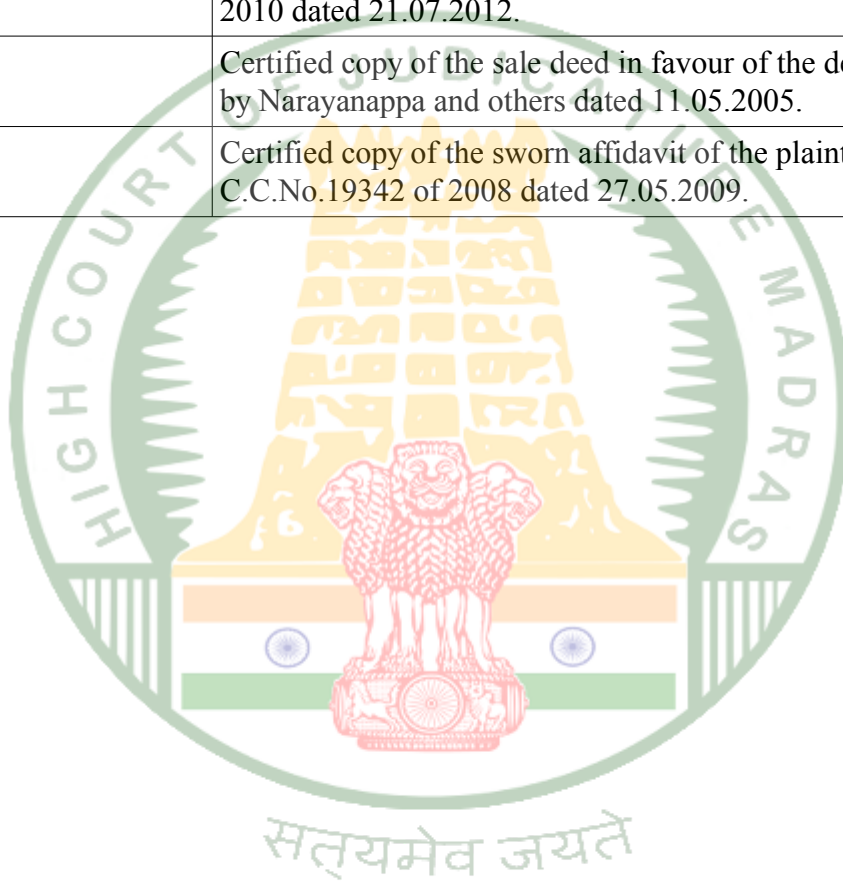 2010 dated 21.07.2012.
Certified copy of the sale deed in favour of the
by Narayanappa and others dated 11.05.2005.
Certified copy of the sworn affidavit of the
C.C.No.19342 of 2008 dated 27.05.2009.
HIGH COURT OF JUDICATURE MADRAS
सत्यमेव जयते